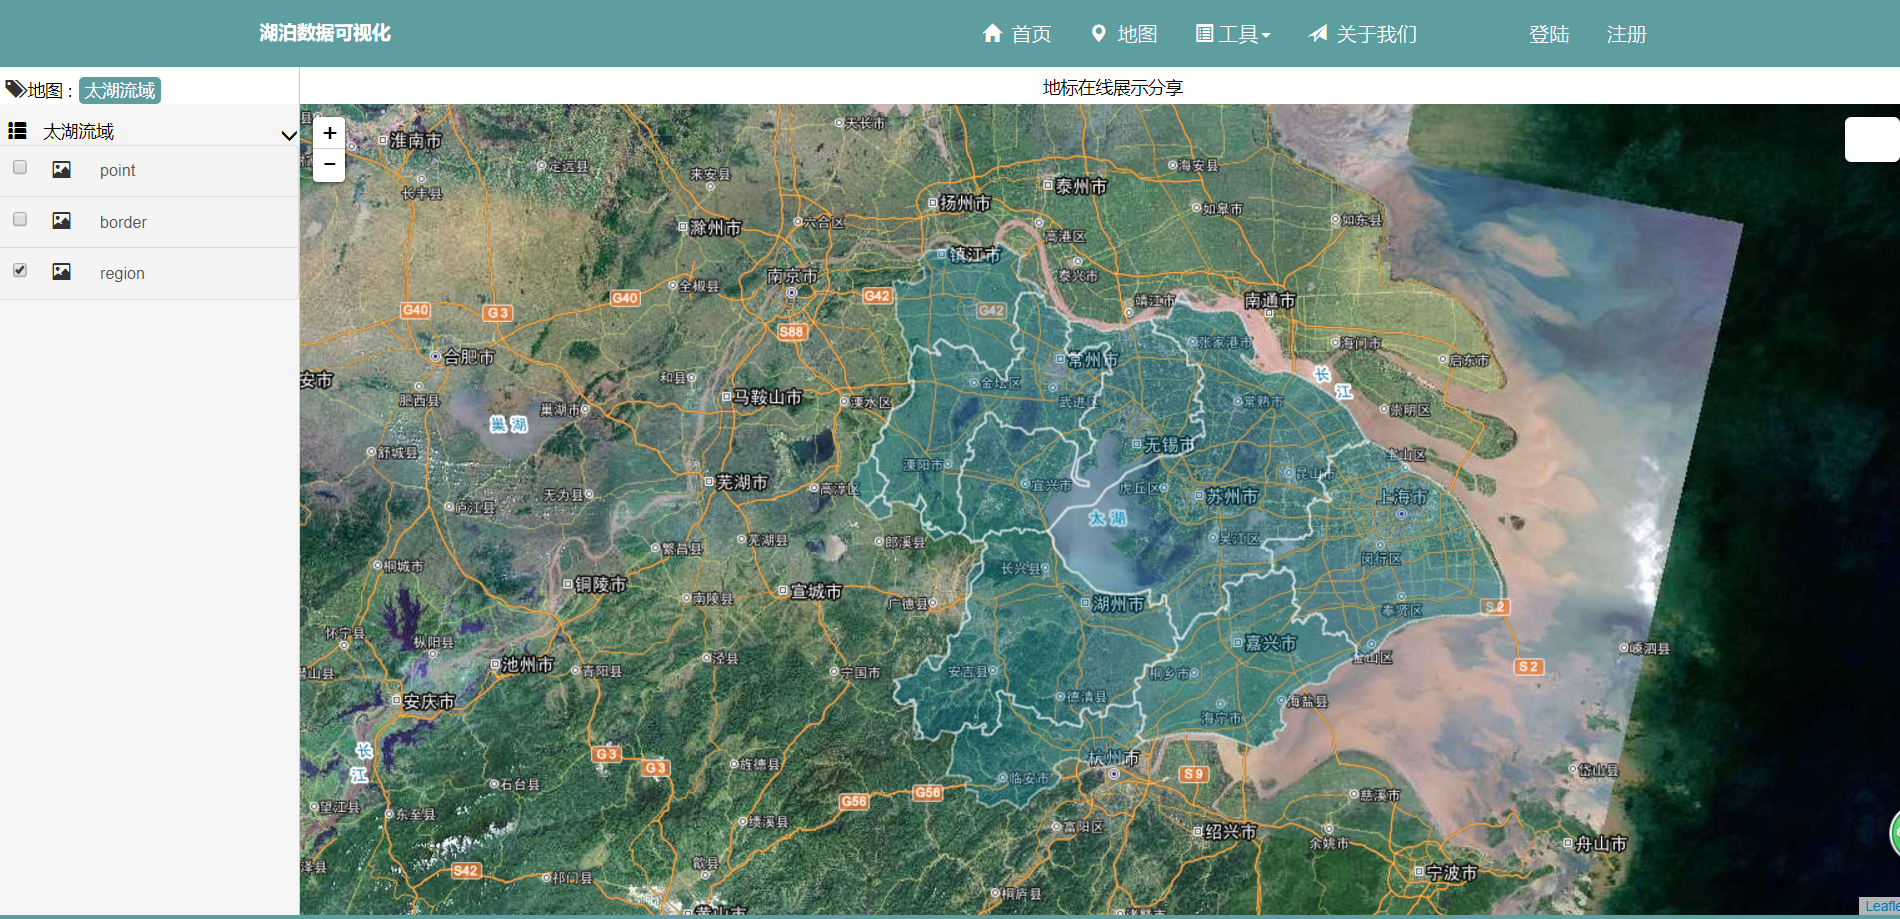 湖泊数据可视化
首页 地图 工具 关于我们 登陆 注册
地图： 太湖流域
地标在线展示分享
太湖流域
point
border
region
+
−
淮南市
天长市
定远县
来安县
海安县
长丰县
泰州市
扬州市
如皋市
如东县
滁州市
六合区
高港区
镇江市
南京市
泰兴市
全椒县
G40
G42
靖江市
南通市
G40
G3
G42
S88
张家港市
海门市
合肥市
常州市
启东市
安市
和县
金坛区
肥西县
马鞍山市
溧水区
武进区
常熟市
长
江
巢湖市
崇明区
巢湖
无锡市
舒城县
宝山区
溧阳市
昆山市
芜湖市
高淳区
宜兴市
虎丘区
苏州市
上海市
无为县
庐江县
太湖
吴江区
繁昌县
芜湖县
郎溪县
闵行区
桐城市
长兴县
铜陵市
宣城市
南陵县
广德县
湖州市
奉贤区
S2
怀宁县
枞阳县
嘉兴市
嵊泗县
池州市
泾县
金山区
S2
潜山县
青阳县
宁国市
安吉县
桐乡市
安庆市
德清县
海盐县
海宁市
长
江
G3
G3
旌德县
杭州市
S9
岱山县
石台县
临安市
望江县
东至县
G56
G56
慈溪市
绩溪县
富阳区
绍兴市
余姚市
舟山市
泽县
S42
祁门县
歙县
宁波市
桐庐县
黄山市
诸暨市
Leafle